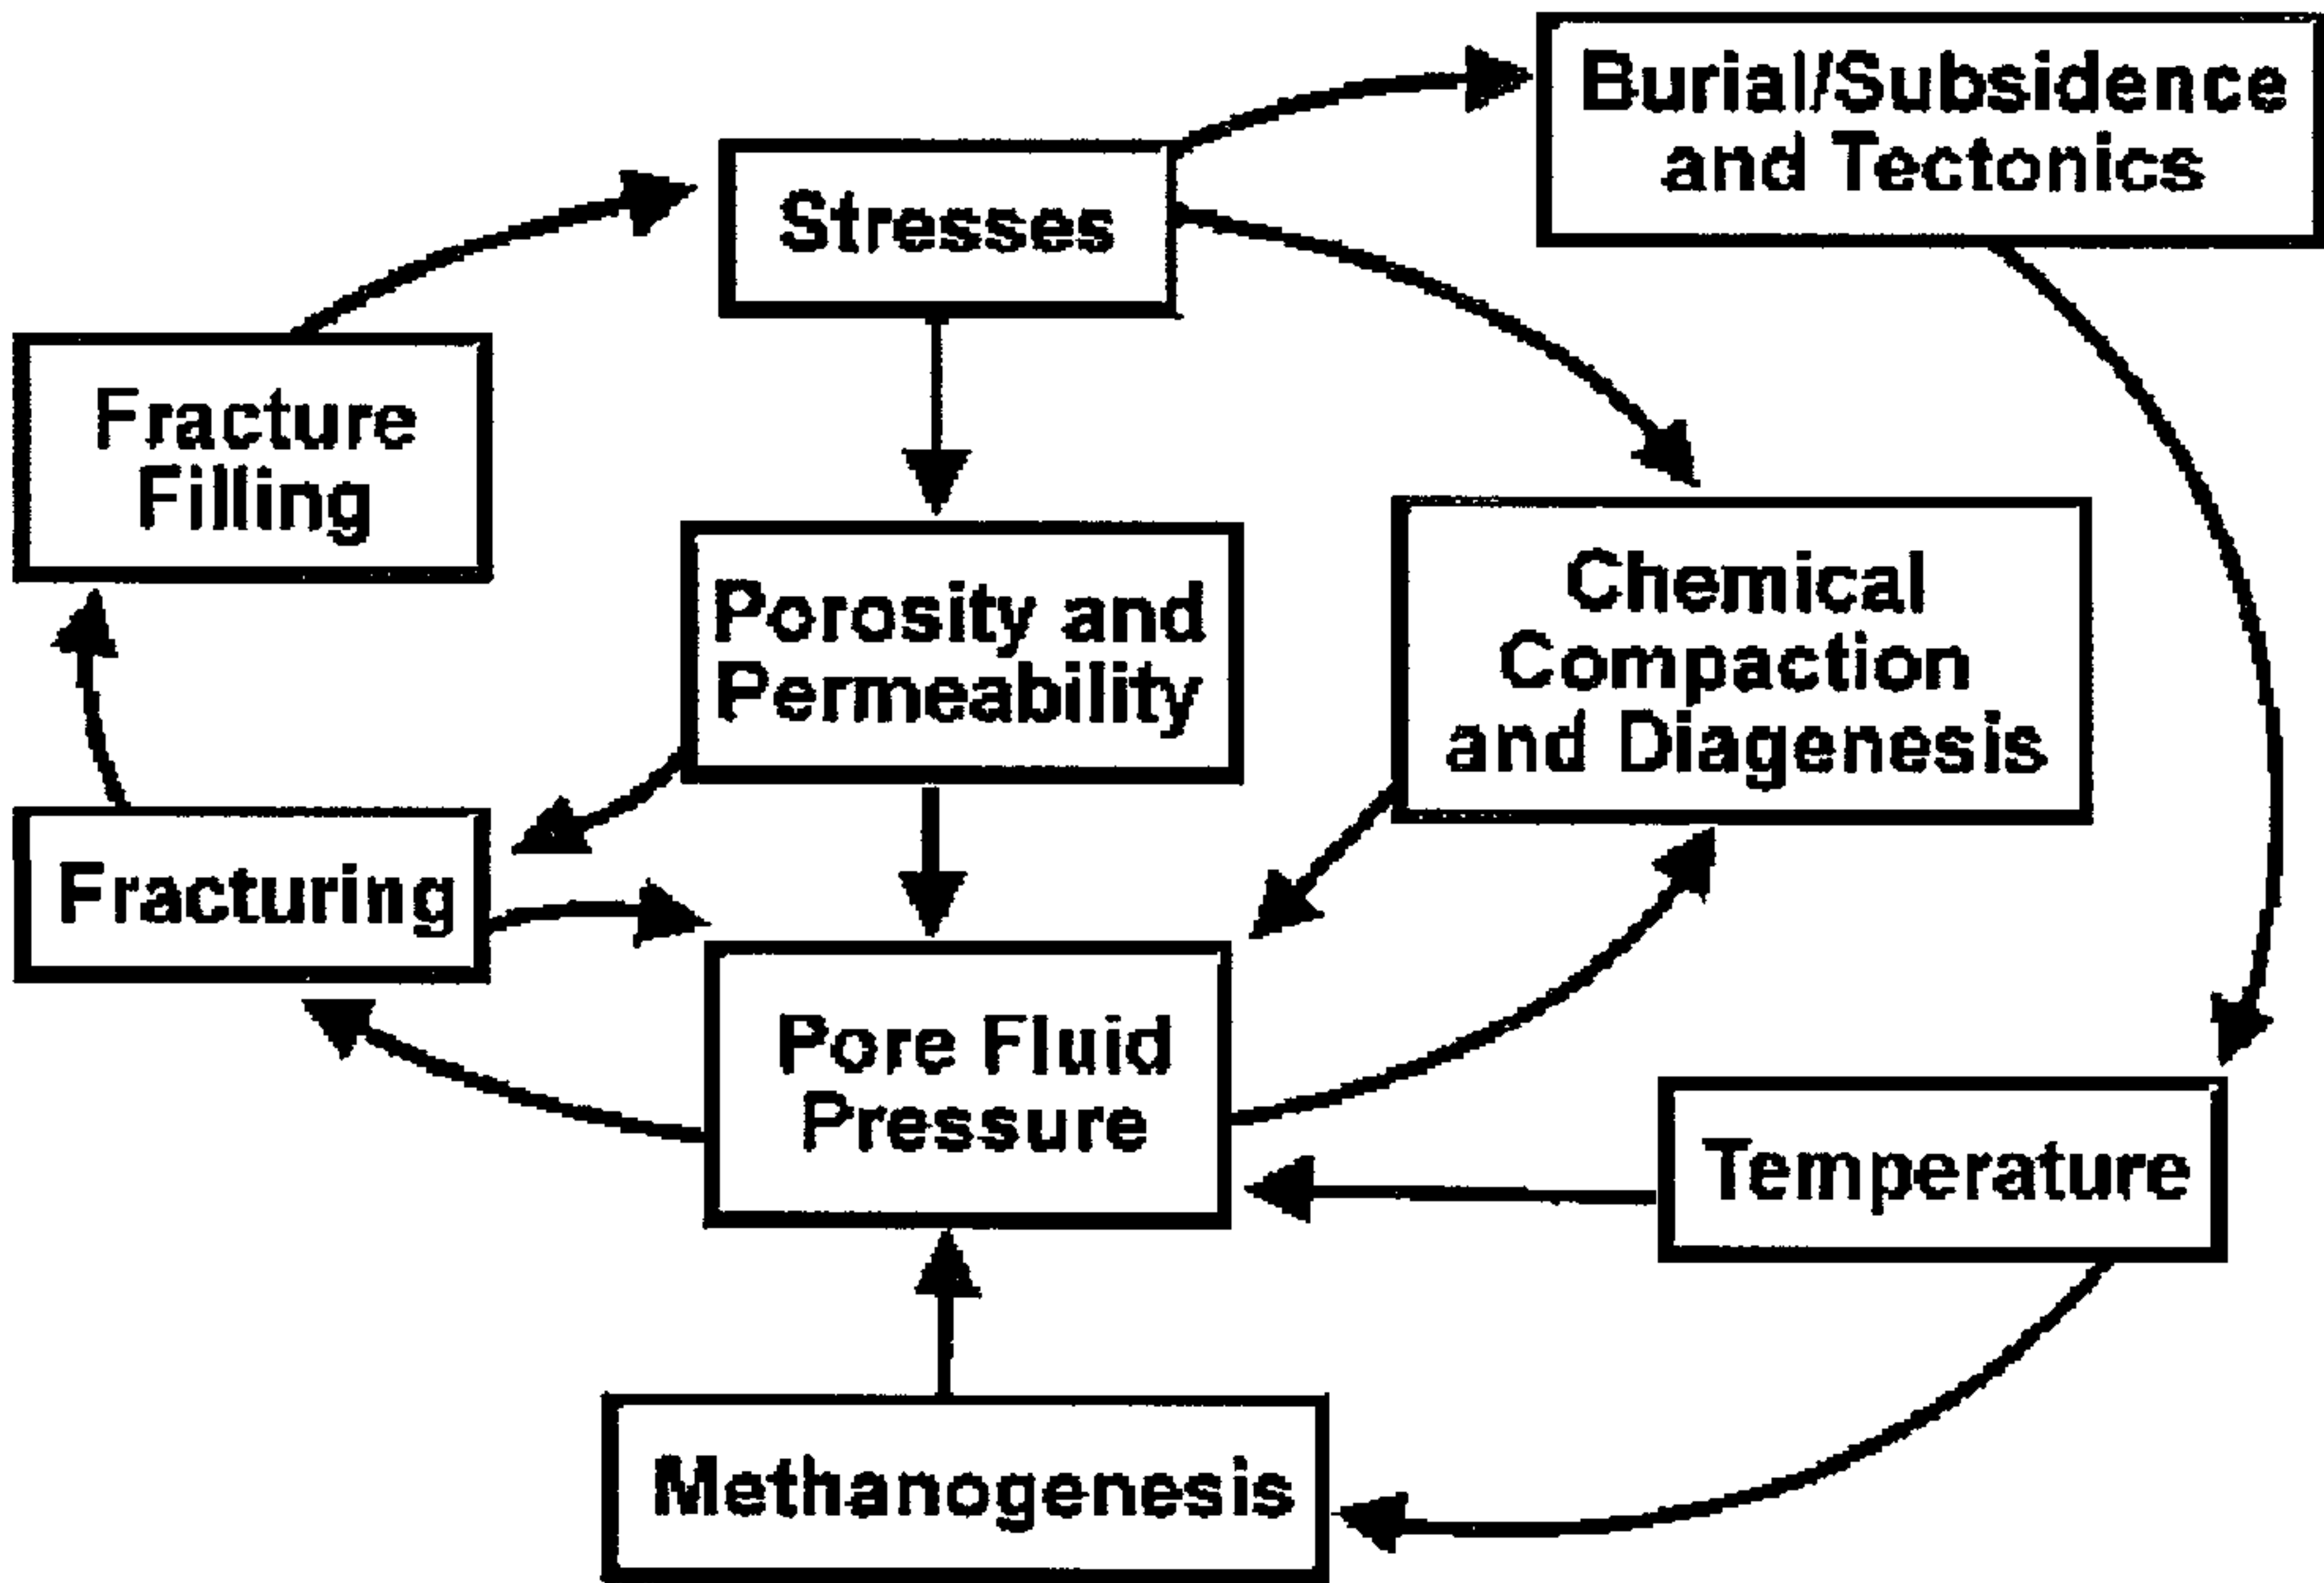 Burial/Subsidence
and Tectonics
Stresses
Fracture
Filling
Porosity and
Permeability
Chemical
Compaction
and Diagenesis
Fracturing
Pore Fluid
Pressure
Temperature
Methanogenesis